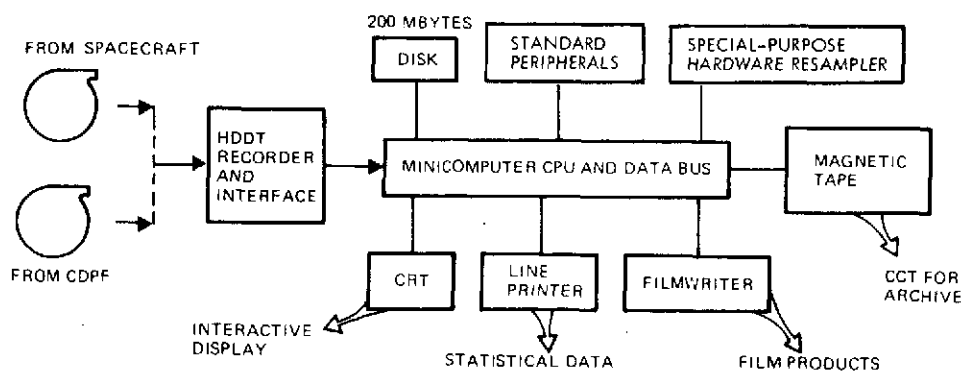 FROM SPACECRAFT
200 MBYTES
DISK
STANDARD
PERIPHERALS
SPECIAL-PURPOSE
HARDWARE RESAMPLER
HDDT
RECORDER
AND
INTERFACE
MINICOMPUTER CPU AND DATA BUS
MAGNETIC
TAPE
FROM CDPF
CRT
LINE
PRINTER
FILMWRITER
CCT FOR
ARCHIVE
INTERACTIVE
DISPLAY
STATISTICAL DATA
FILM PRODUCTS